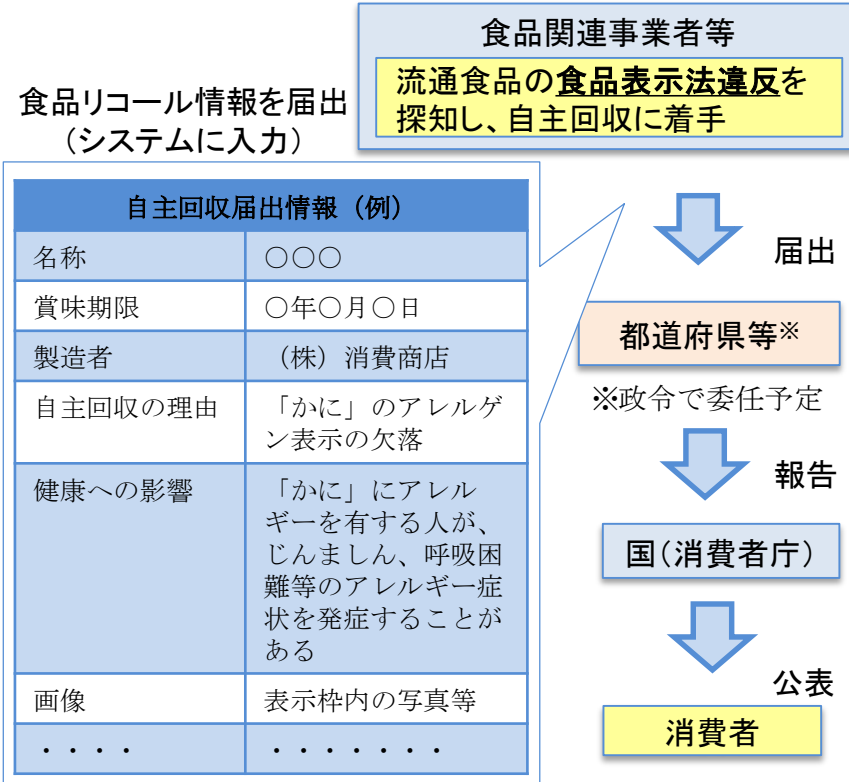 食品関連事業者等
流通食品の食品表示法違反を
探知し、自主回収に着手
食品リコール情報を届出
（システムに入力）
自主回収届出情報（例）
名称 ○○○
賞味期限 ○年○月○日
製造者 （株）消費商店
自主回収の理由 「かに」のアレルゲ
ン表示の欠落
健康への影響 「かに」にアレル
ギーを有する人が、
じんましん、呼吸困
難等のアレルギー症
状を発症することが
ある
画像 表示枠内の写真等
・・・・ ・・・・・・・
届出
都道府県等※
※政令で委任予定
報告
国（消費者庁）
公表
消費者